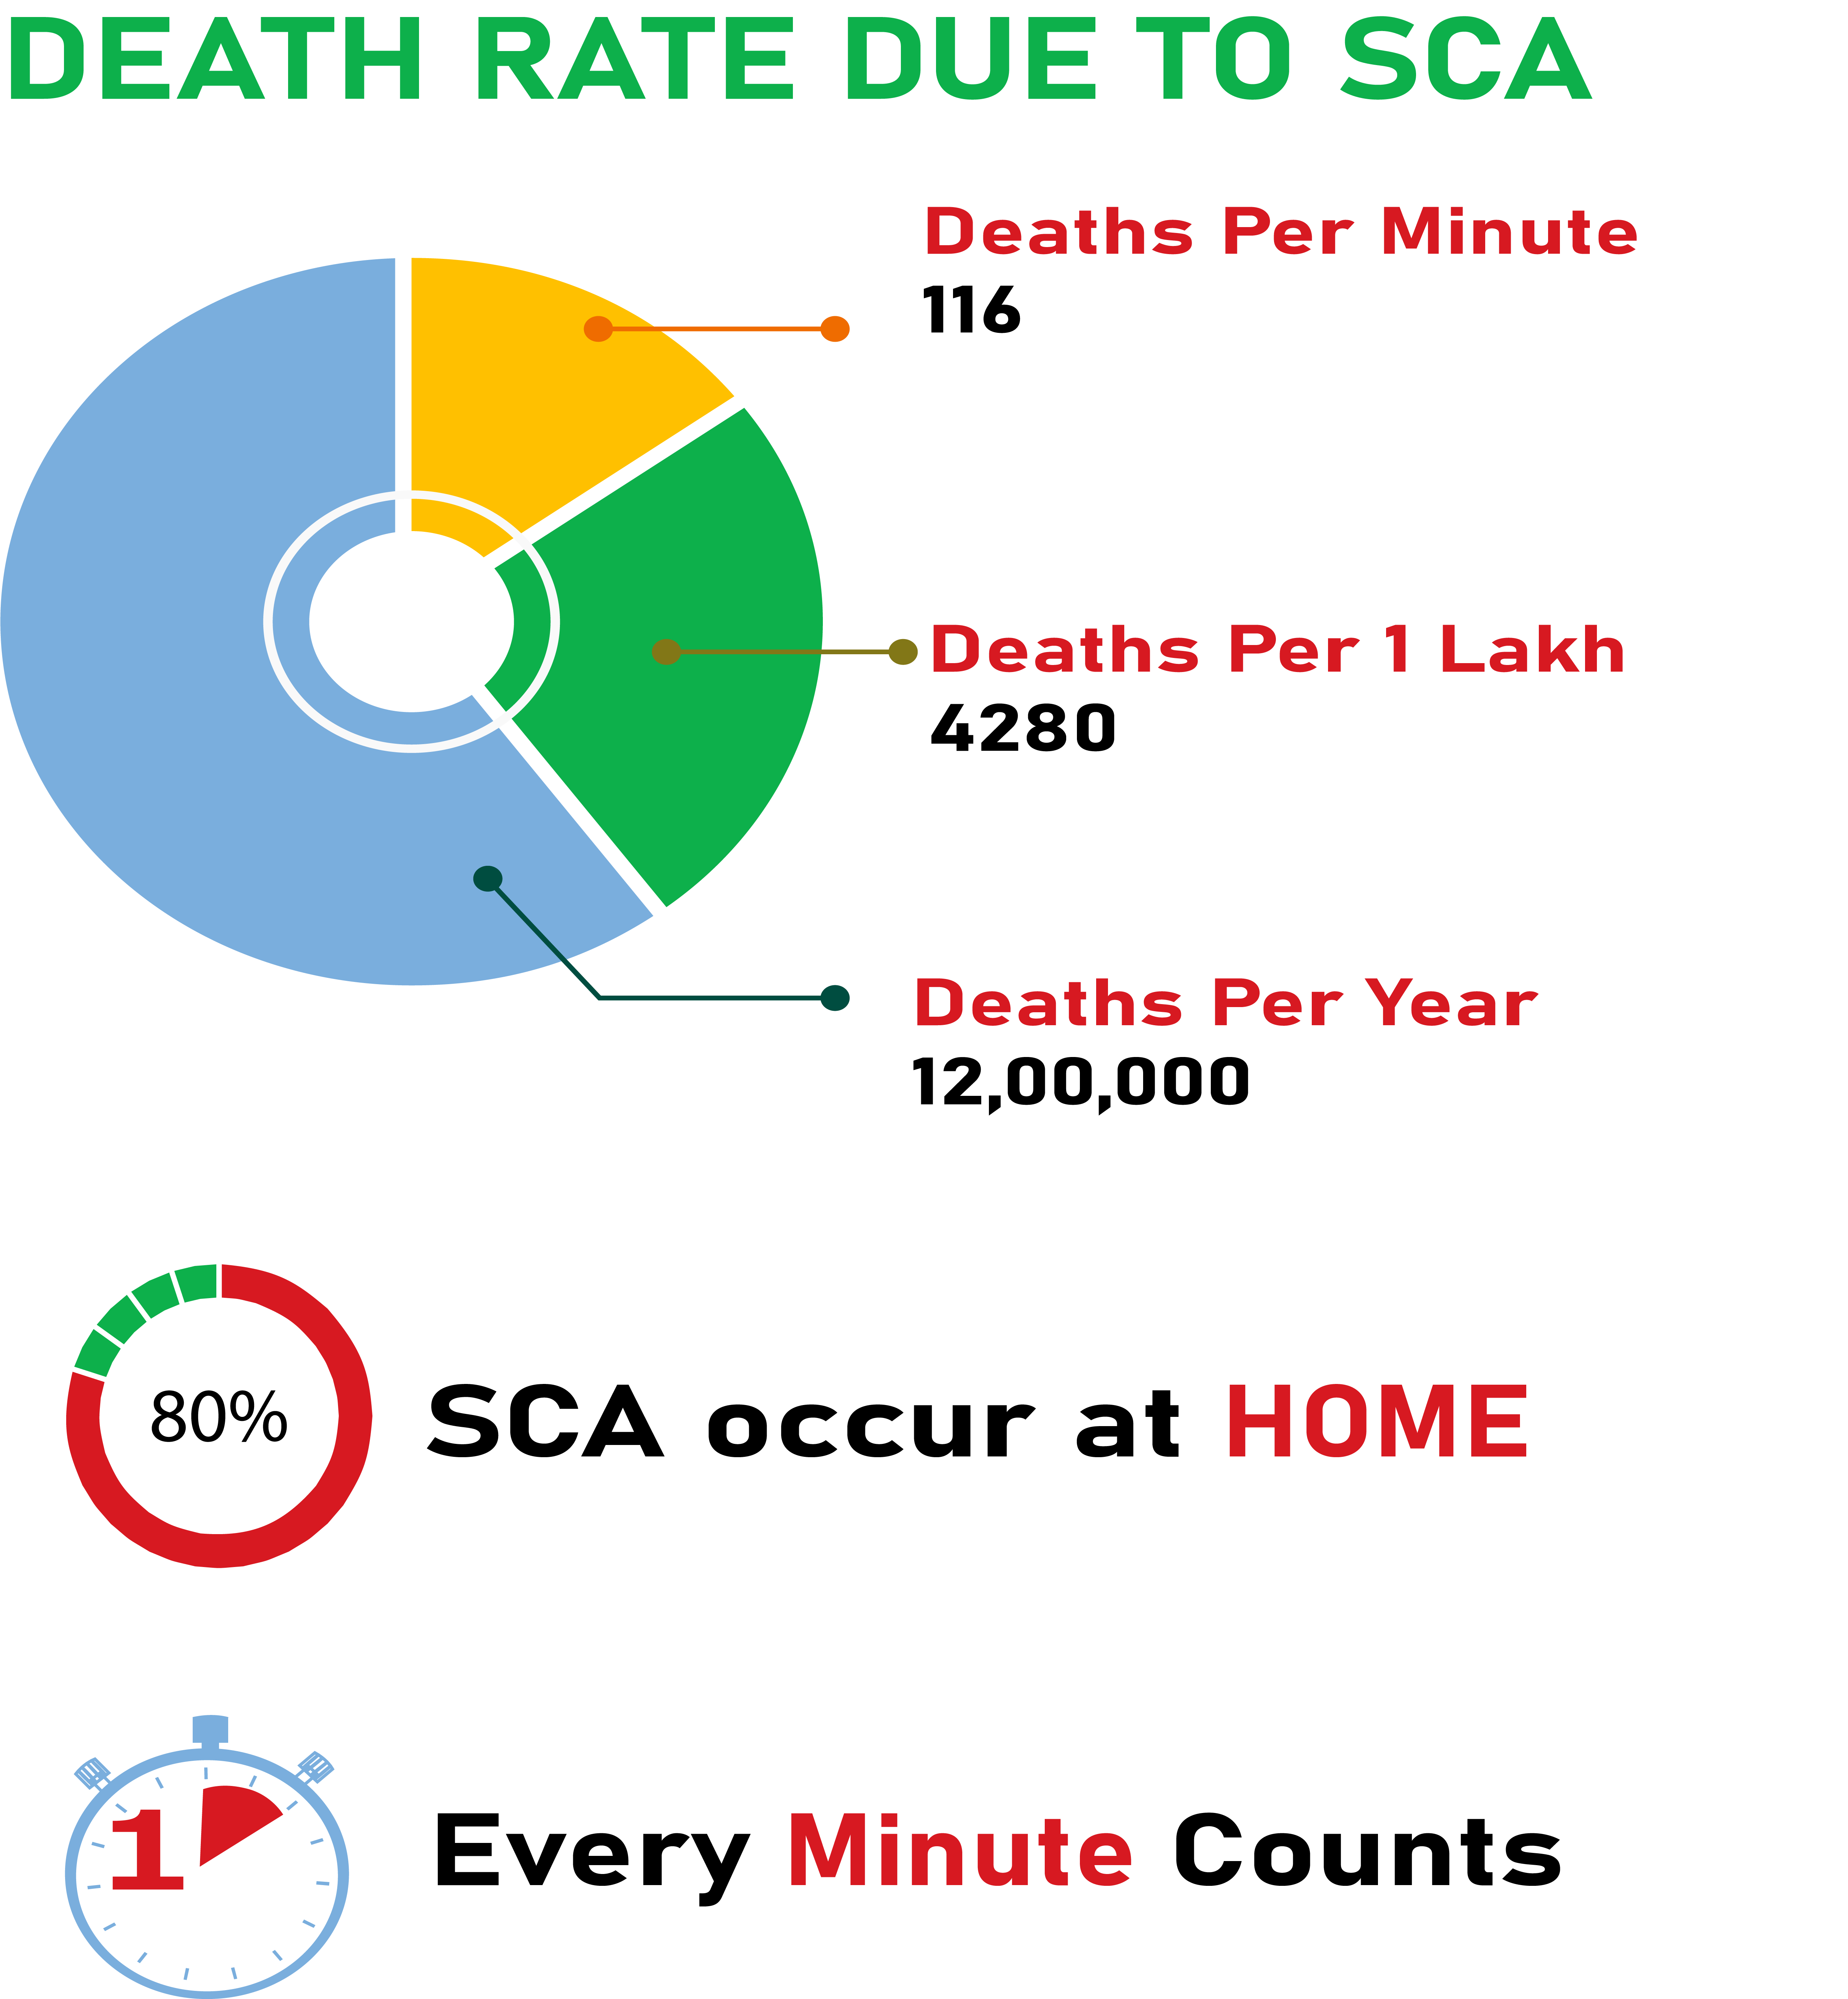 DEATH RATE DUE TO SCA
Deaths Per Minute
116
Deaths Per 1 Lakh
4280
Deaths Per Year
12,00,000
80%
SCA occur at HOME
1
Every Minute Counts